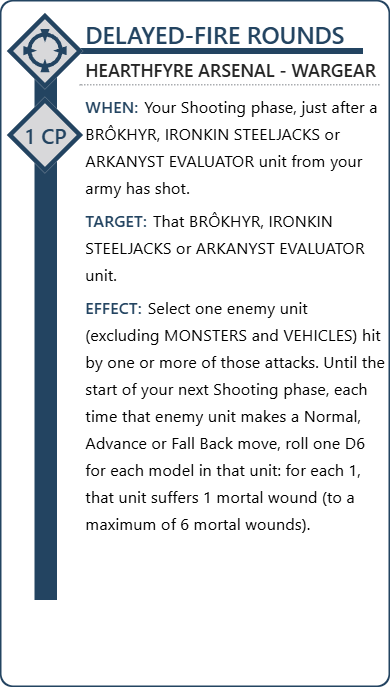 DELAYED-FIRE ROUNDS
HEARTHFYRE ARSENAL - WARGEAR
1 CP
WHEN: Your Shooting phase, just after a
BRÔKHYR, IRONKIN STEELJACKS or
ARKANYST EVALUATOR unit from your
army has shot.
TARGET: That BRÔKHYR, IRONKIN
STEELJACKS or ARKANYST EVALUATOR
unit.
EFFECT: Select one enemy unit
(excluding MONSTERS and VEHICLES) hit
by one or more of those attacks. Until the
start of your next Shooting phase, each
time that enemy unit makes a Normal,
Advance or Fall Back move, roll one D6
for each model in that unit: for each 1,
that unit suffers 1 mortal wound (to a
maximum of 6 mortal wounds).